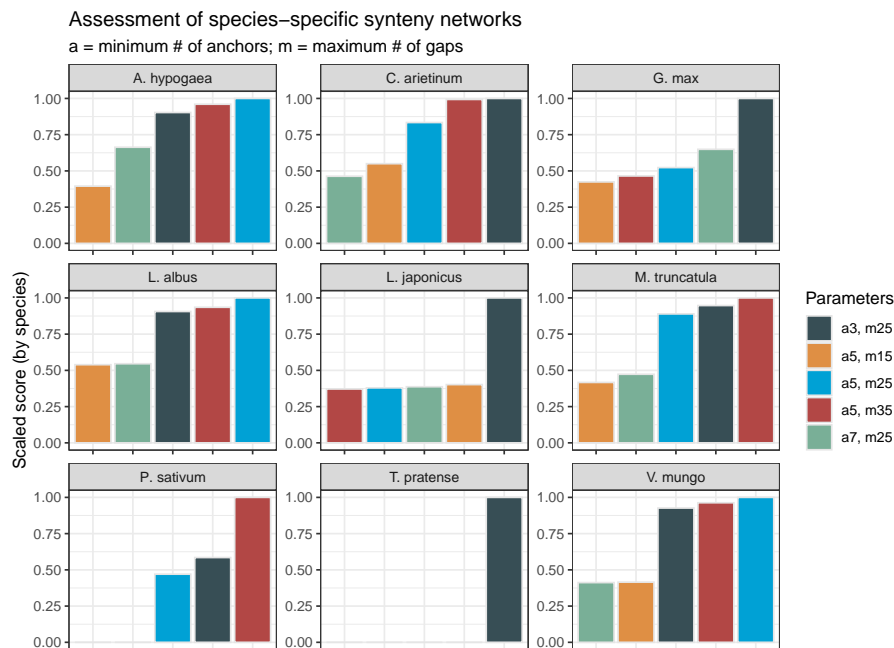 Assessment of species−specific synteny networks
a = minimum # of anchors; m = maximum # of gaps
A. hypogaea
C. arietinum
G. max
1.00
0.75
0.50
0.25
0.00
1.00
0.75
0.50
0.25
0.00
1.00
0.75
0.50
0.25
0.00
L. albus
L. japonicus
M. truncatula
1.00
0.75
0.50
0.25
0.00
1.00
0.75
0.50
0.25
0.00
1.00
0.75
0.50
0.25
0.00
P. sativum
T. pratense
V. mungo
1.00
0.75
0.50
0.25
0.00
1.00
0.75
0.50
0.25
0.00
1.00
0.75
0.50
0.25
0.00
Scaled score (by species)
Parameters
a3, m25
a5, m15
a5, m25
a5, m35
a7, m25